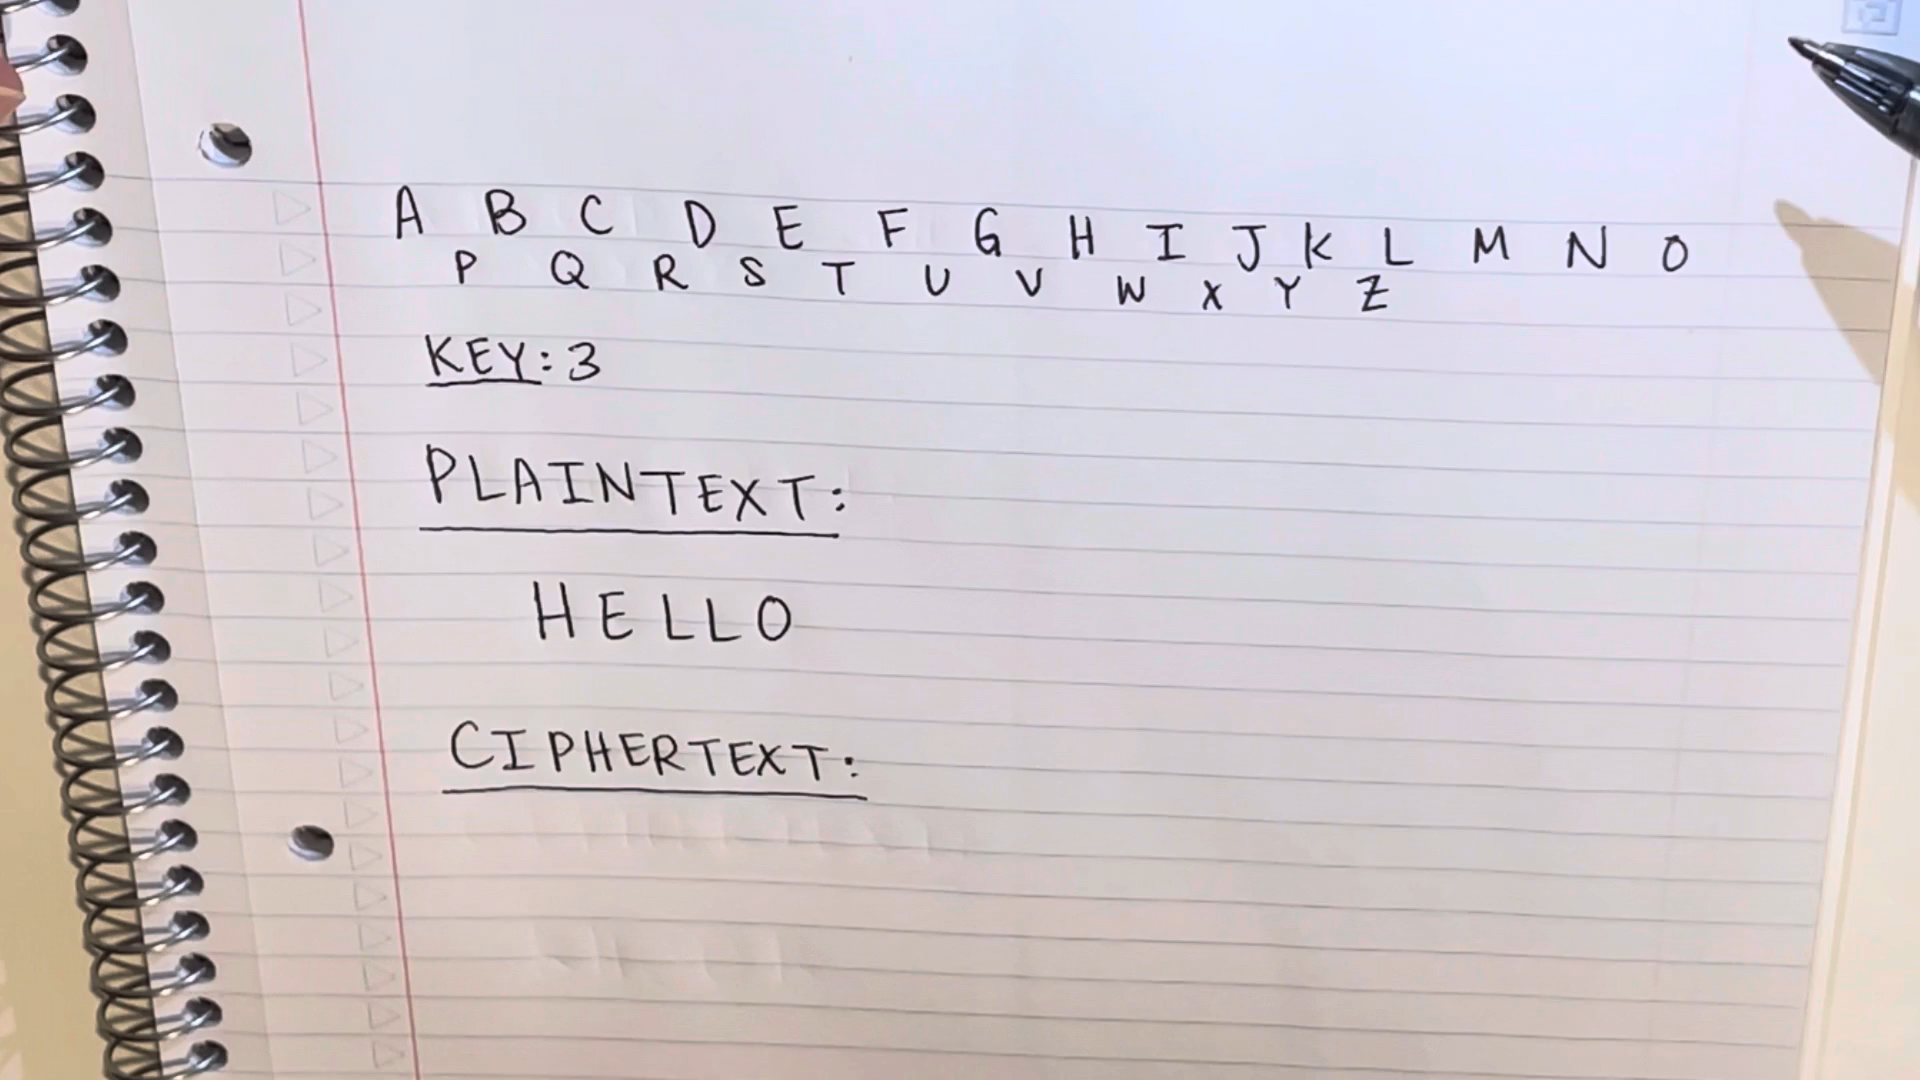 A B C D E F G H I J K L M N O
P Q R S T U V W X Y Z
KEY: 3
PLAINTEXT:
HELLO
CIPHERTEXT: